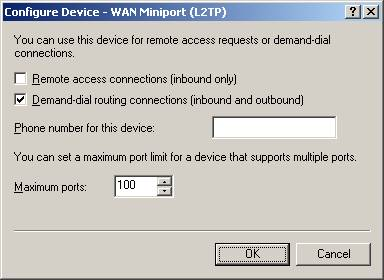 Configure Device - WAN Miniport (L2TP)
You can use this device for remote access requests or demand-dial
connections.
Remote access connections (inbound only)
Demand-dial routing connections (inbound and outbound)
Phone number for this device:
You can set a maximum port limit for a device that supports multiple ports.
Maximum ports: 100
OK Cancel